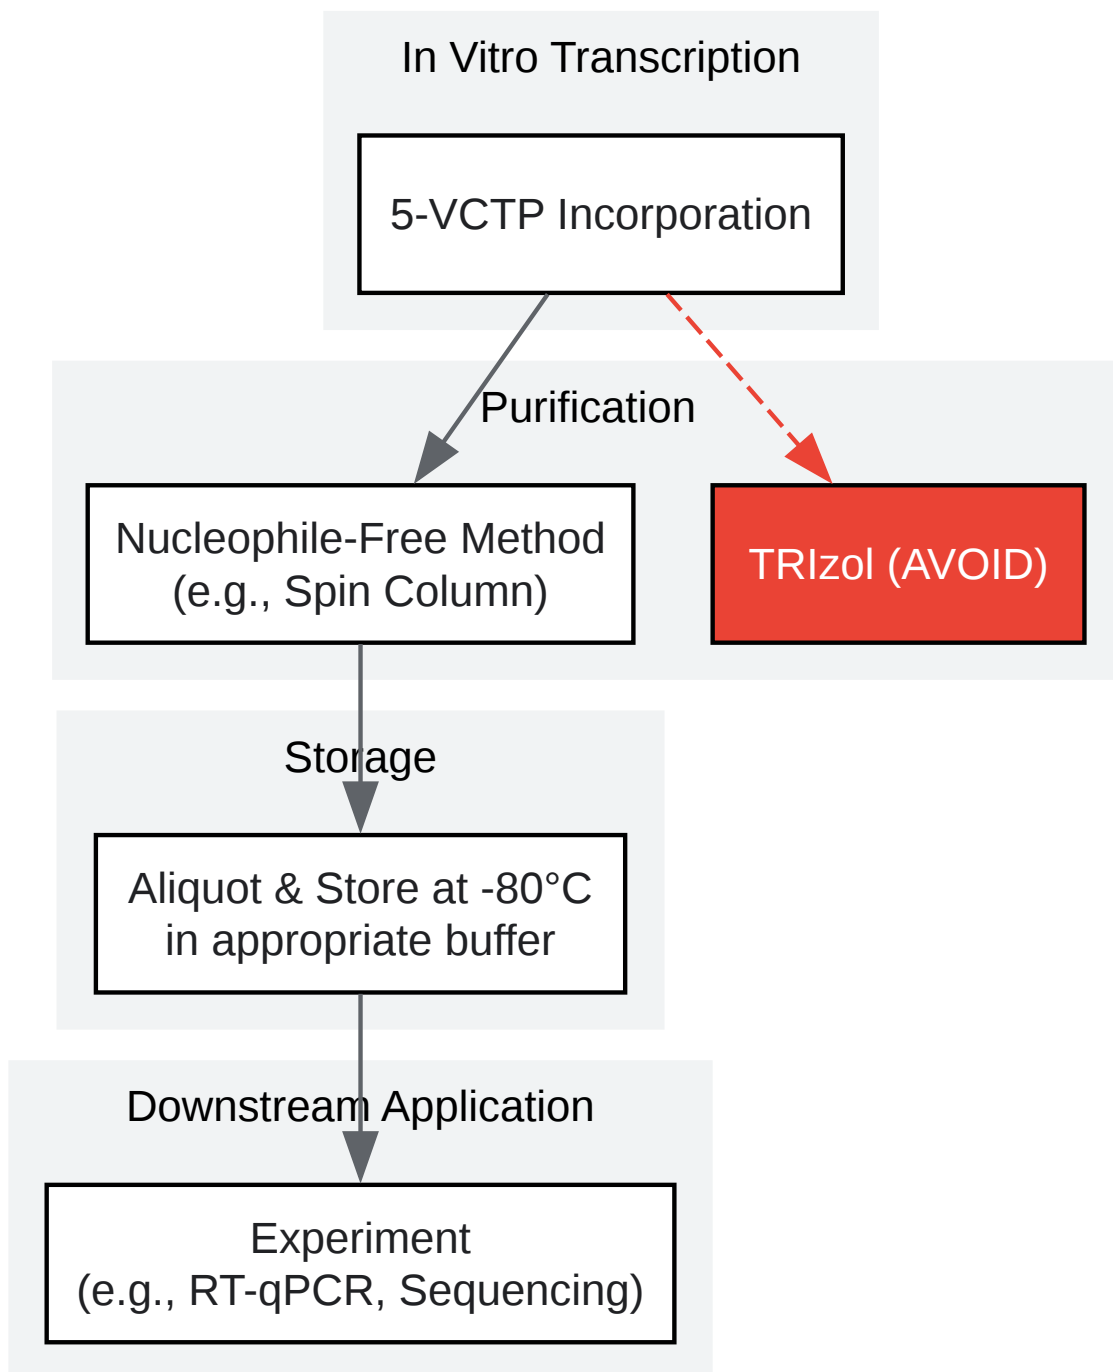 In Vitro Transcription
5-VCTP Incorporation
Purification
Nucleophile-Free Method
(e.g., Spin Column)
TRIzol (AVOID)
Storage
Aliquot & Store at -80°C
in appropriate buffer
Downstream Application
Experiment
(e.g., RT-qPCR, Sequencing)